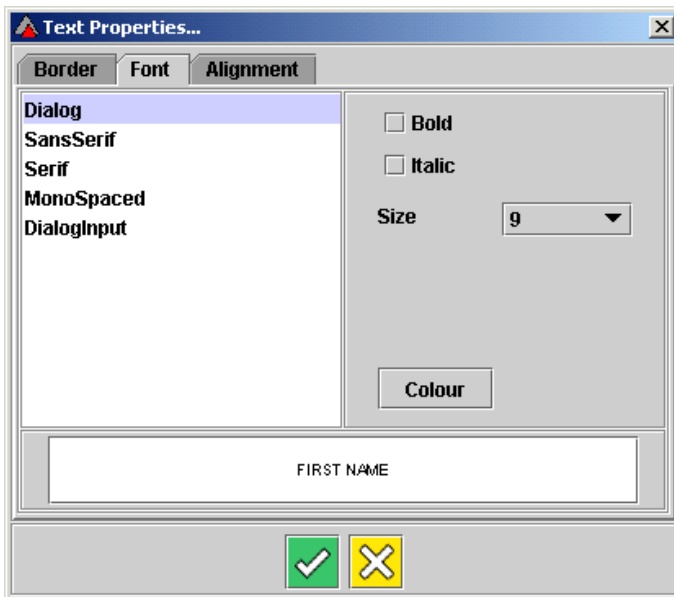 Text Properties...
Border Font Alignment
Dialog
SansSerif
Serif
MonoSpaced
DialogInput
Bold
Italic
Size 9
Colour
FIRST NAME